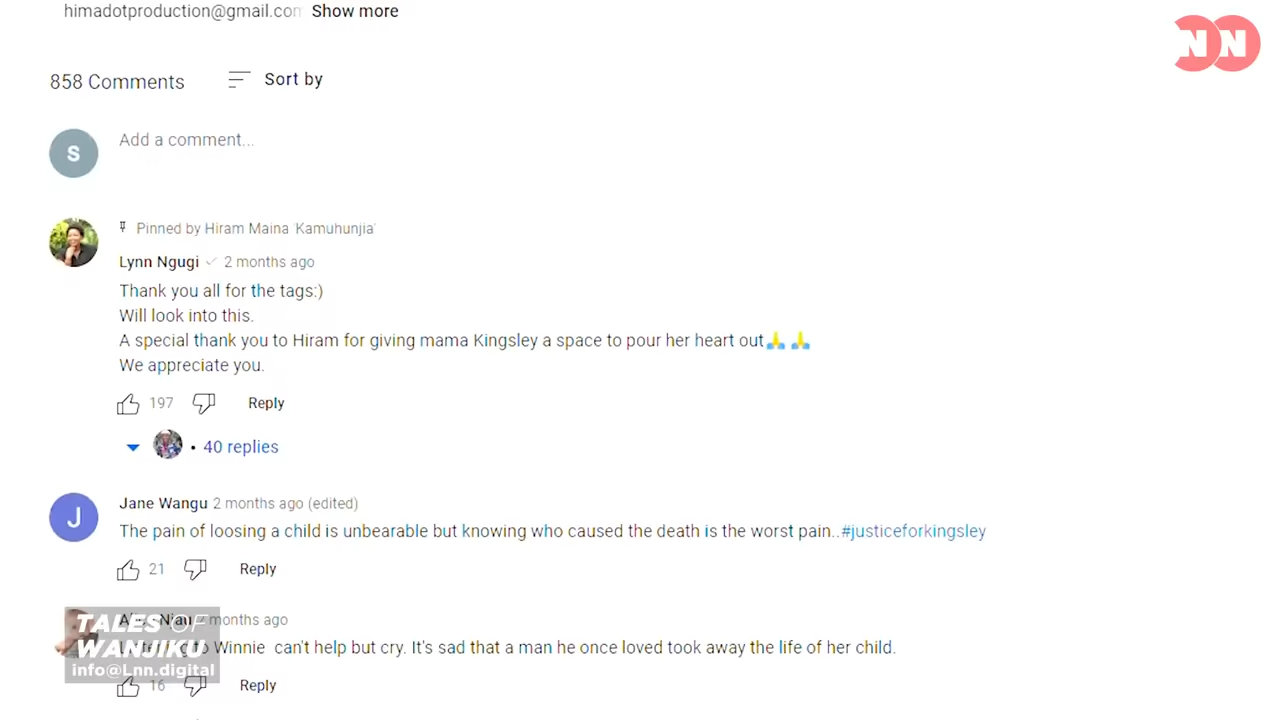 himadotproduction@gmail.com Show more
NN
858 Comments Sort by
S
Add a comment...
Pinned by Hiram Maina 'Kamuhunjia'
Lynn Ngugi 2 months ago
Thank you all for the tags:)
Will look into this.
A special thank you to Hiram for giving mama Kingsley a space to pour her heart out🙏 🙏
We appreciate you.
197 Reply
• 40 replies
J
Jane Wangu 2 months ago (edited)
The pain of loosing a child is unbearable but knowing who caused the death is the worst pain..#justiceforkingsley
21 Reply
Njau months ago
to Winnie can't help but cry. It's sad that a man he once loved took away the life of her child.
16 Reply
TALES OF
WANJIKU
info@Lnn.digital